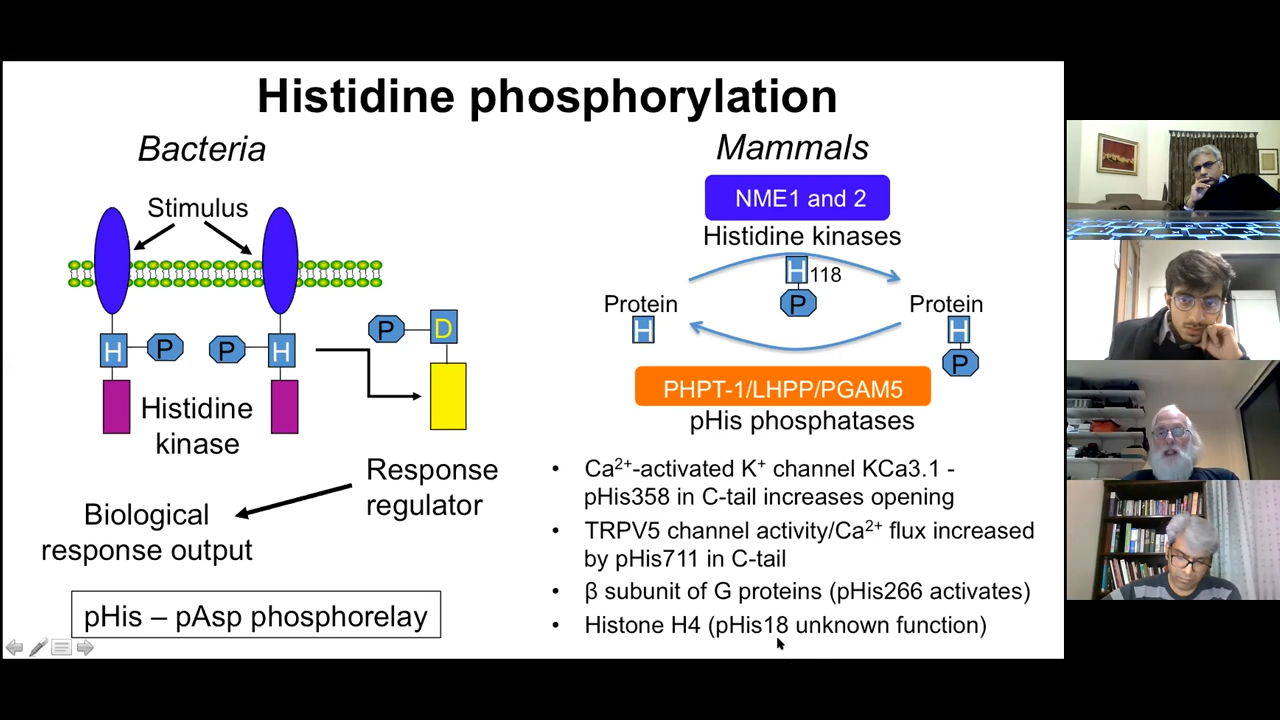 Histidine phosphorylation
Bacteria
Stimulus
H
P
P
H
P
D
Histidine
kinase
Response
regulator
Biological
response output
pHis – pAsp phosphorelay
Mammals
NME1 and 2
Histidine kinases
H
118
P
Protein
H
Protein
H
P
PHPT-1/LHPP/PGAM5
pHis phosphatases
• Ca²⁺-activated K⁺ channel KCa3.1 -
pHis358 in C-tail increases opening
• TRPV5 channel activity/Ca²⁺ flux increased
by pHis711 in C-tail
• β subunit of G proteins (pHis266 activates)
• Histone H4 (pHis18 unknown function)